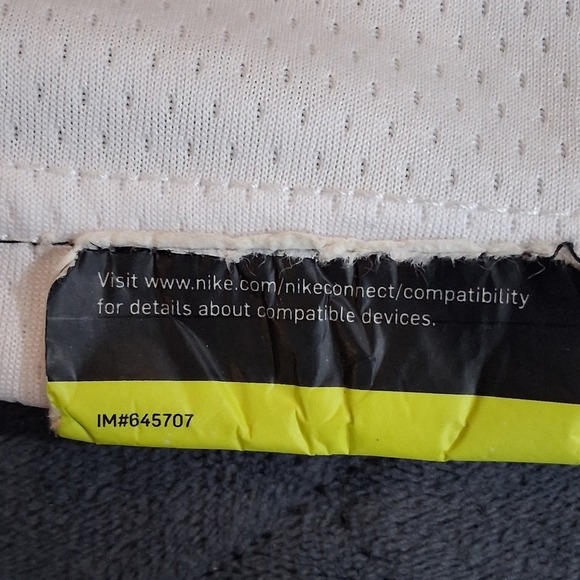 Visit www.nike.com/nikeconnect/compatibility
for details about compatible devices.
IM#645707